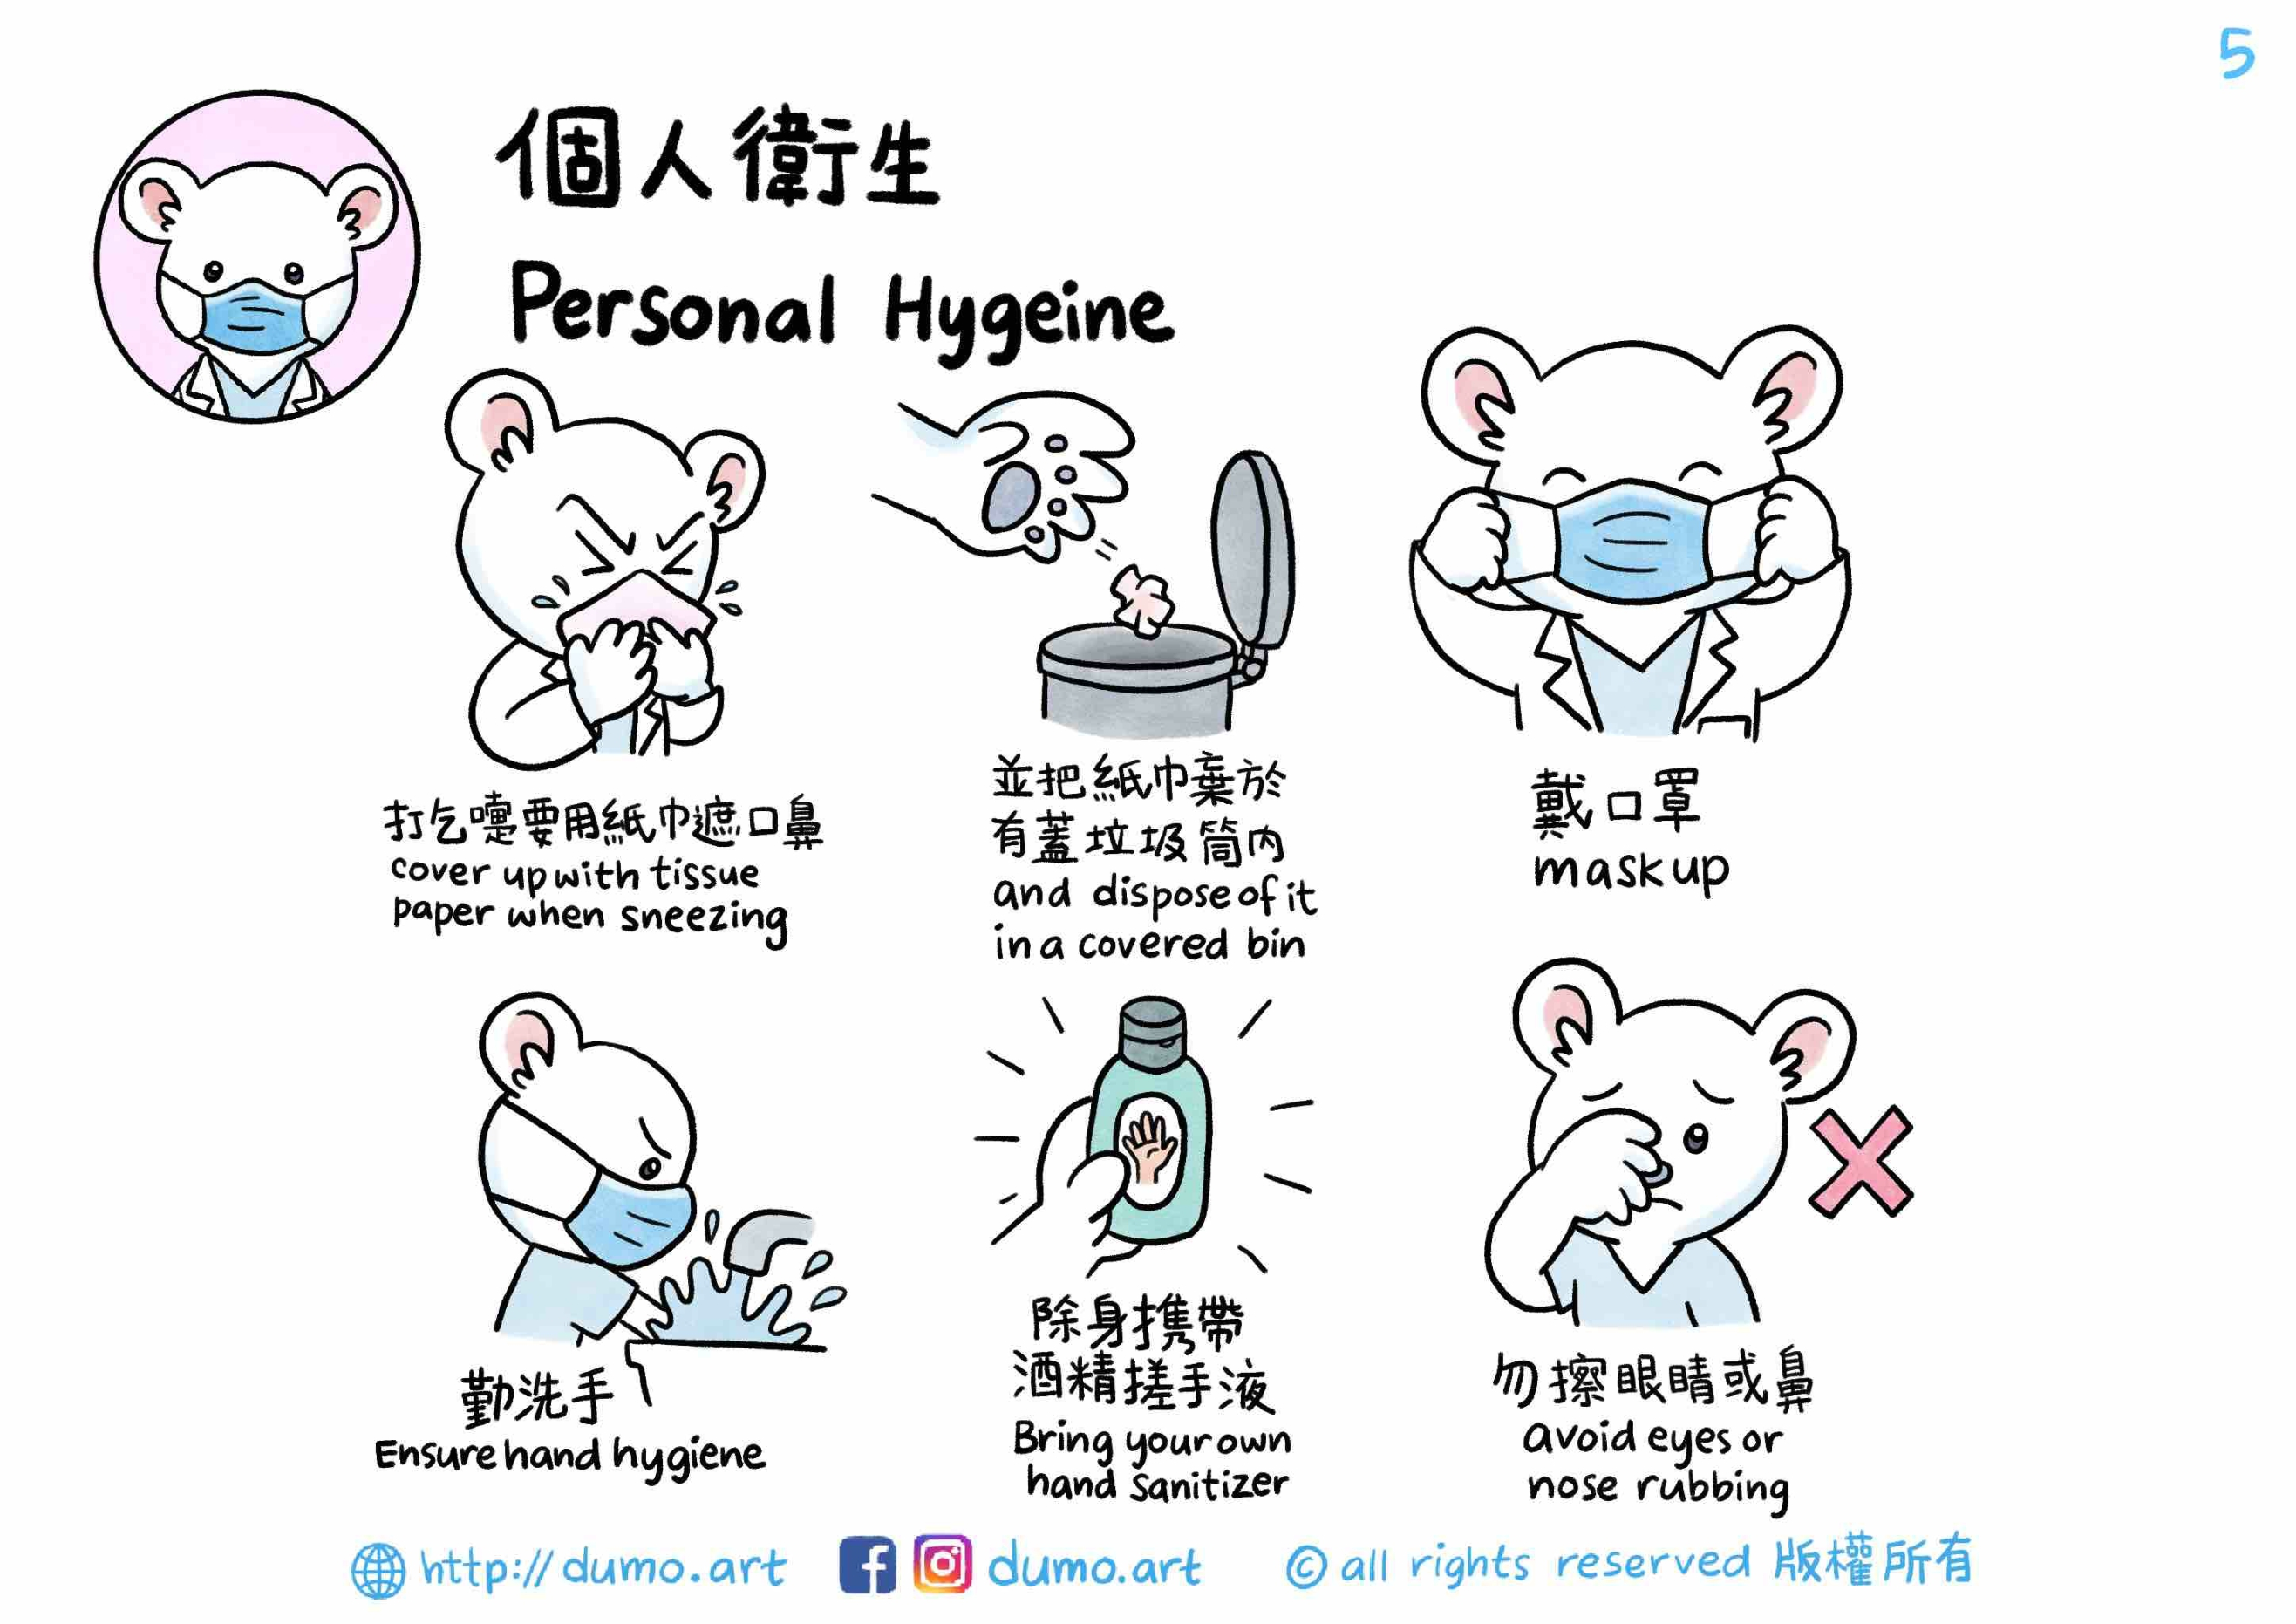 5
個人衛生
Personal Hygeine
打乞嚏要用紙巾遮口鼻
cover up with tissue
paper when sneezing
並把紙巾棄於
有蓋垃圾筒内
and dispose of it
in a covered bin
戴口罩
mask up
勤洗手
Ensure hand hygiene
除身携帶
酒精搓手液
Bring your own
hand sanitizer
勿擦眼睛或鼻
avoid eyes or
nose rubbing
http://dumo.art
dumo.art
© all rights reserved 版權所有